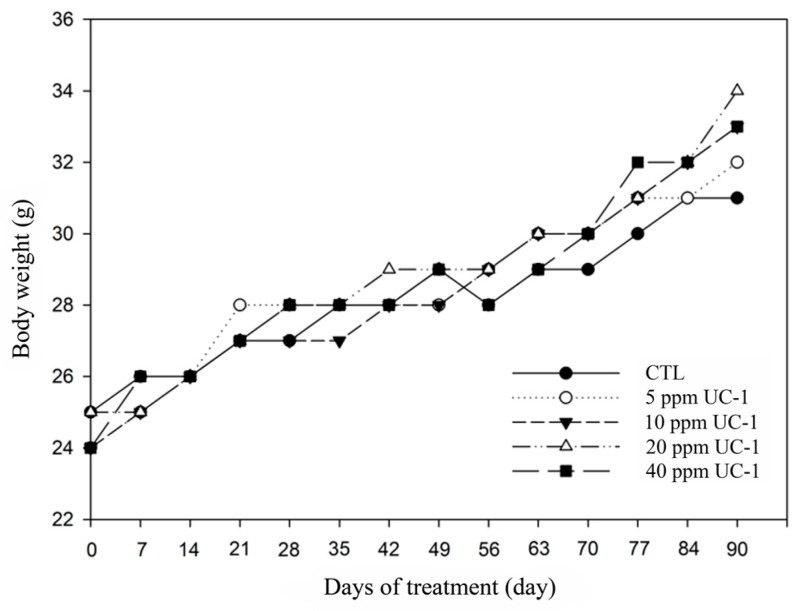 36
34
32
30
28
26
24
22
Body weight (g)
CTL
5 ppm UC-1
10 ppm UC-1
20 ppm UC-1
40 ppm UC-1
0 7 14 21 28 35 42 49 56 63 70 77 84 90
Days of treatment (day)